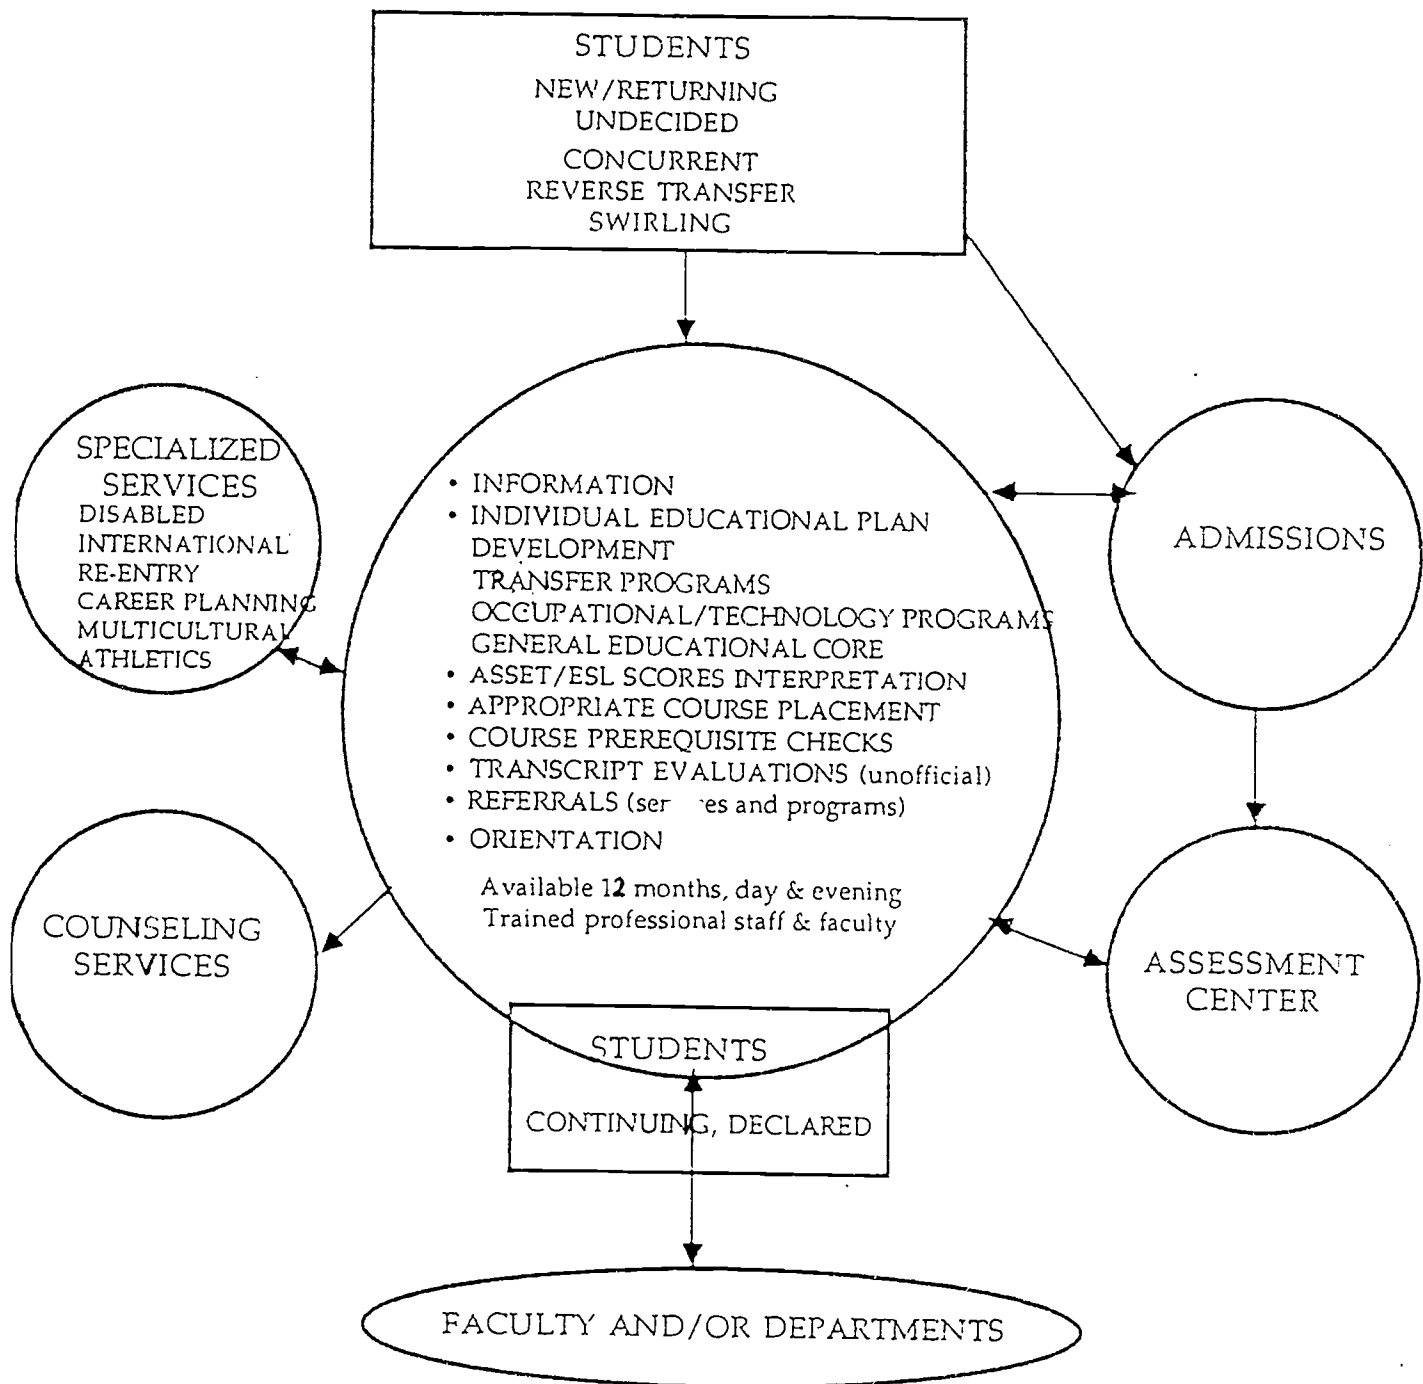 STUDENTS
NEW/RETURNING
UNDECIDED
CONCURRENT
REVERSE TRANSFER
SWIRLING
SPECIALIZED
SERVICES
DISABLED
INTERNATIONAL
RE-ENTRY
CAREER PLANNING
MULTICULTURAL
ATHLETICS
• INFORMATION
• INDIVIDUAL EDUCATIONAL PLAN
DEVELOPMENT
TRANSFER PROGRAMS
OCCUPATIONAL/TECHNOLOGY PROGRAMS
GENERAL EDUCATIONAL CORE
• ASSET/ESL SCORES INTERPRETATION
• APPROPRIATE COURSE PLACEMENT
• COURSE PREREQUISITE CHECKS
• TRANSCRIPT EVALUATIONS (unofficial)
• REFERRALS (ser es and programs)
• ORIENTATION
Available 12 months, day & evening
Trained professional staff & faculty
ADMISSIONS
COUNSELING
SERVICES
ASSESSMENT
CENTER
STUDENTS
CONTINUING, DECLARED
FACULTY AND/OR DEPARTMENTS